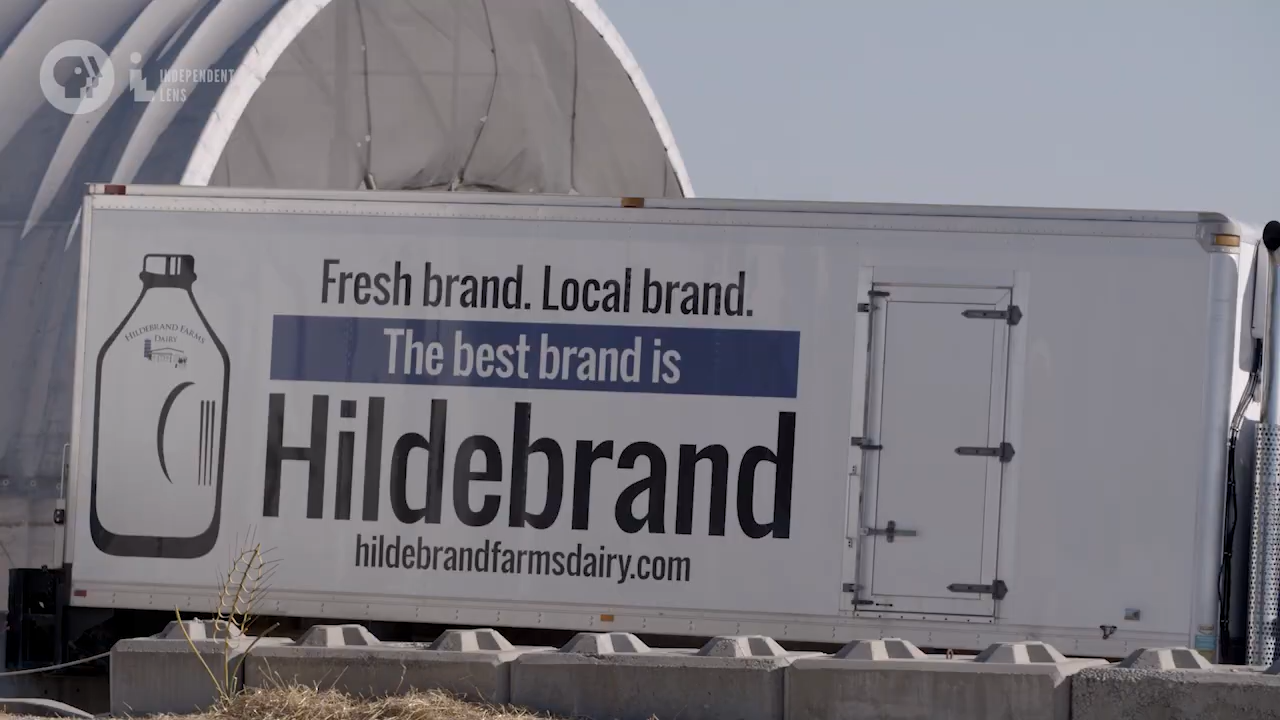 INDEPENDENT
LENS
Fresh brand. Local brand.
The best brand is
Hildebrand
hildebrandfarmsdairy.com
HILDEBRAND FARMS
DAIRY